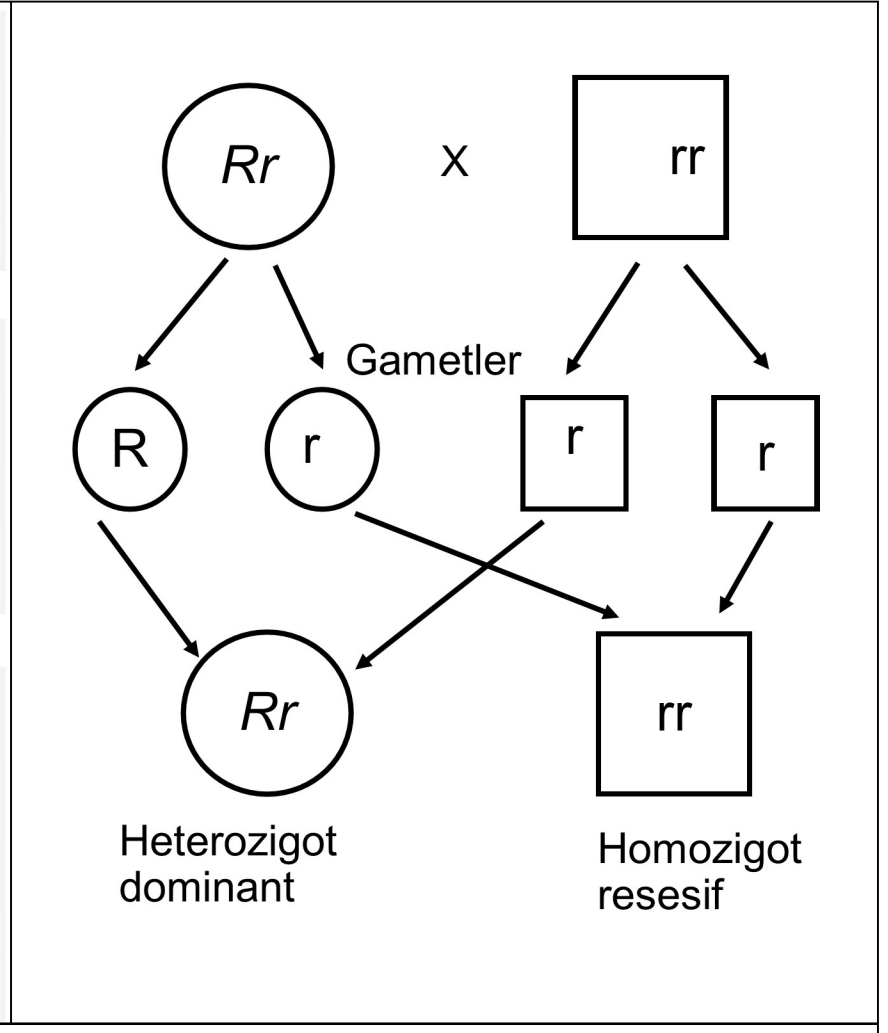 Rr X rr
Gametler
R r r r
Rr rr
Heterozigot
dominant
Homozigot
resesif